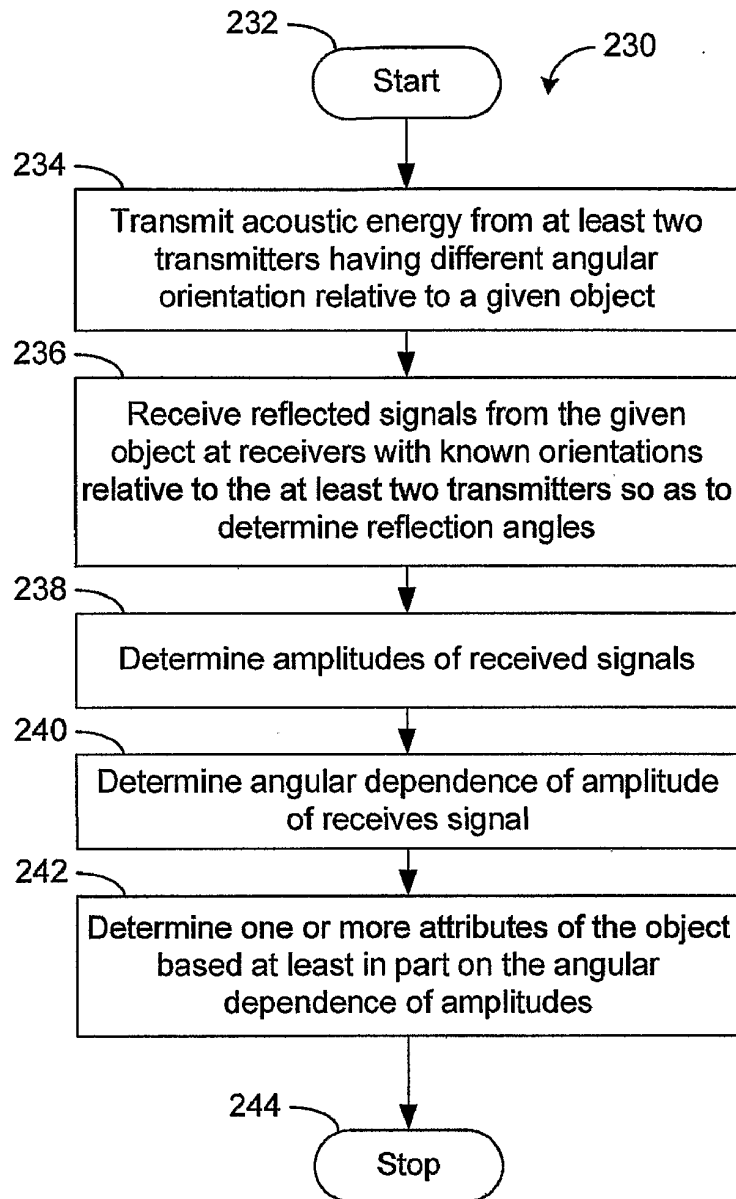 232
Start
230
234
Transmit acoustic energy from at least two
transmitters having different angular
orientation relative to a given object
236
Receive reflected signals from the given
object at receivers with known orientations
relative to the at least two transmitters so as to
determine reflection angles
238
Determine amplitudes of received signals
240
Determine angular dependence of amplitude
of receives signal
242
Determine one or more attributes of the object
based at least in part on the angular
dependence of amplitudes
244
Stop